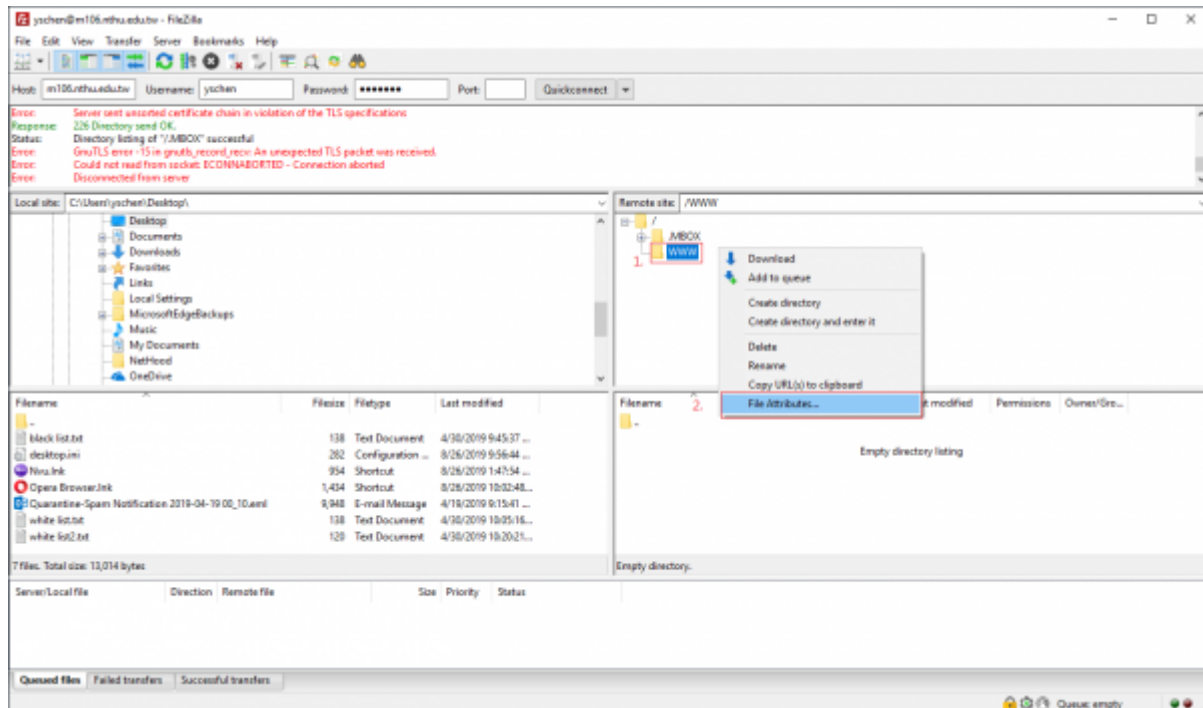 yschen@m106.nthu.edu.tw - FileZilla
File Edit View Transfer Server Bookmarks Help
Host: m106.nthu.edu.tw Username: yschen Password: ●●●●●●● Port: Quickconnect
Error: Server sent unsorted certificate chain in violation of the TLS specifications
Response: 226 Directory send OK.
Status: Directory listing of "/.MBOX" successful
Error: GnuTLS error -15 in gnutls_record_recv: An unexpected TLS packet was received.
Error: Could not read from socket: ECONNABORTED - Connection aborted
Error: Disconnected from server
Local site: C:\Users\yschen\Desktop\
Desktop
Documents
Downloads
Favorites
Links
Local Settings
MicrosoftEdgeBackups
Music
My Documents
NetHood
OneDrive
Remote site: /WWW
/
.MBOX
1. WWW
Download
Add to queue
Create directory
Create directory and enter it
Delete
Rename
Copy URL(s) to clipboard
2. File Attributes...
Filename Filesize Filetype Last modified
..
black list.txt 138 Text Document 4/30/2019 9:45:37 ...
desktop.ini 282 Configuration ... 8/26/2019 9:56:44 ...
954 Shortcut 8/26/2019 1:47:54 ...
Opera Browser.lnk 1,434 Shortcut 8/26/2019 10:02:48...
Quarantine-Spam Notification 2019-04-19 00_10.eml 9,948 E-mail Message 4/19/2019 9:15:41 ...
white list.txt 138 Text Document 4/30/2019 10:05:16...
white list2.txt 120 Text Document 4/30/2019 10:20:21...
7 files. Total size: 13,014 bytes
Filename t modified Permissions Owner/Gro...
..
Empty directory listing
Empty directory.
Server/Local file Direction Remote file Size Priority Status
Queued files Failed transfers Successful transfers
Queue: empty